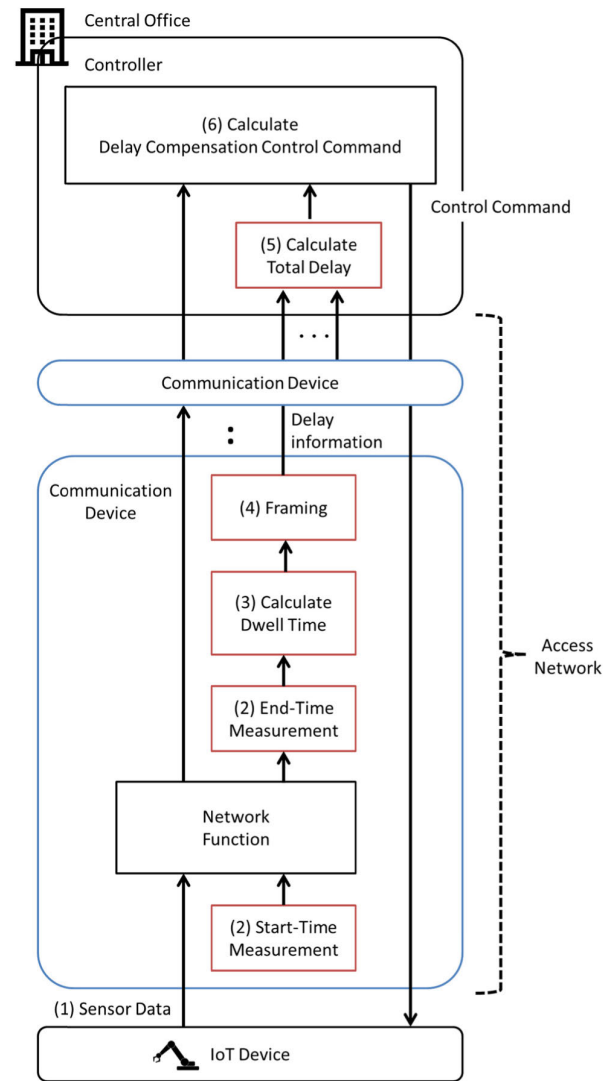 Central Office
Controller
(6) Calculate
Delay Compensation Control Command
Control Command
(5) Calculate
Total Delay
. . .
Communication Device
:
Delay
information
Communication
Device
(4) Framing
(3) Calculate
Dwell Time
Access
Network
(2) End-Time
Measurement
Network
Function
(2) Start-Time
Measurement
(1) Sensor Data
IoT Device